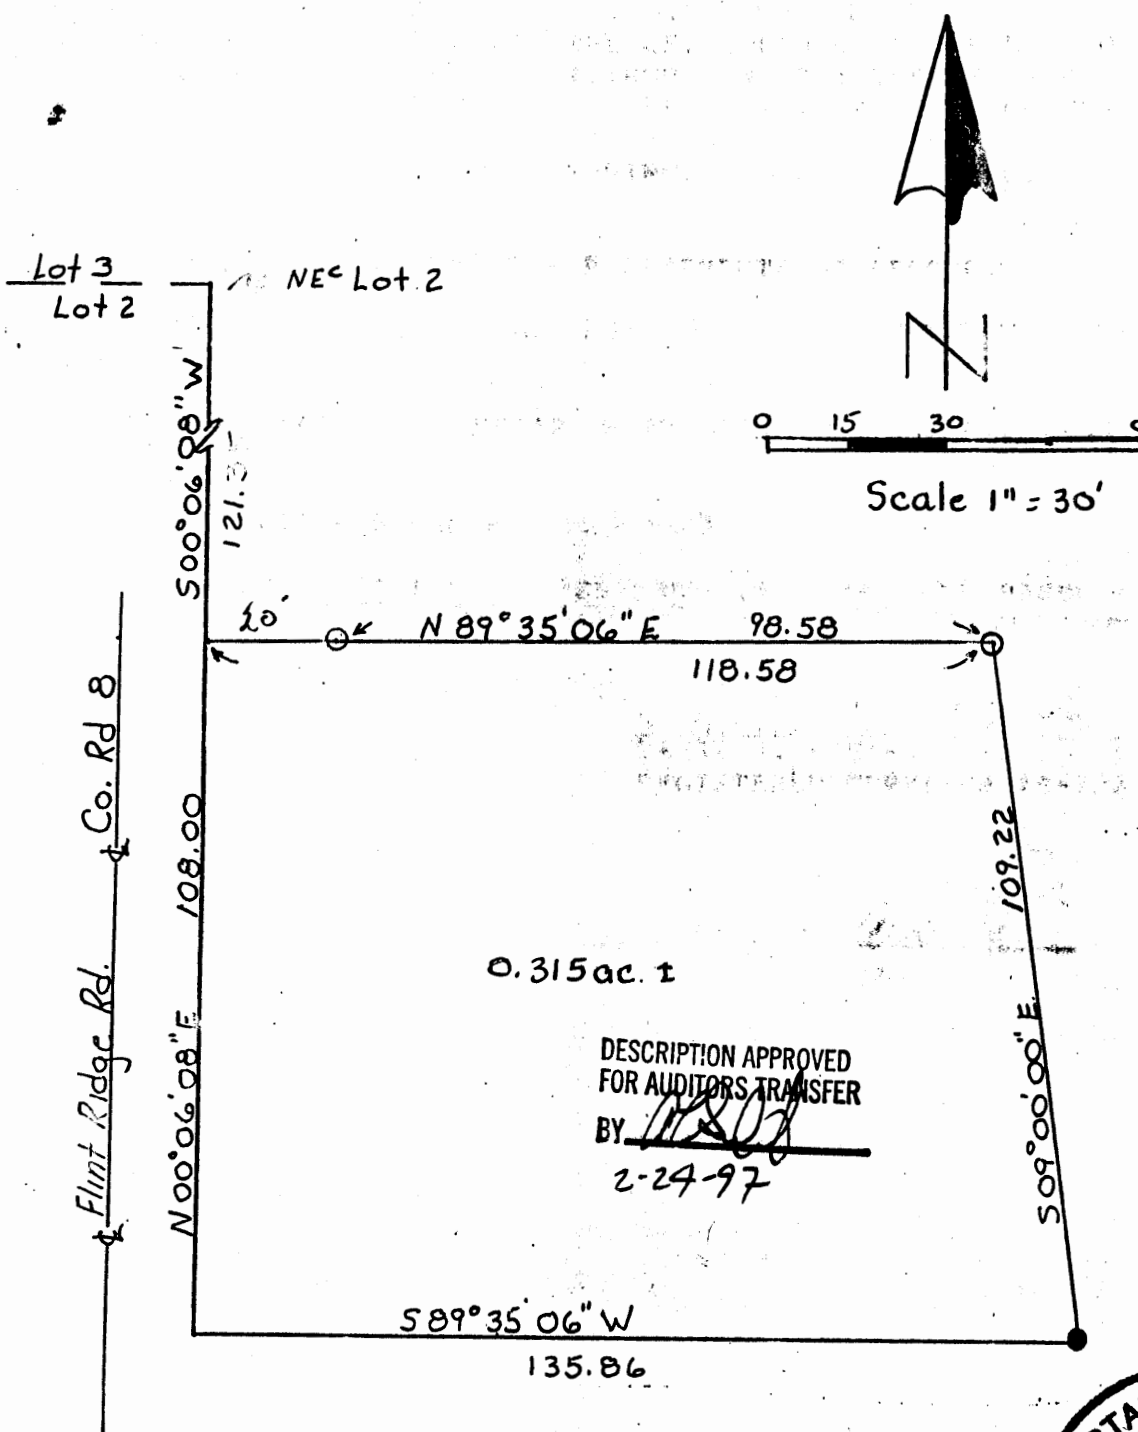 Lot 3
Lot 2
NEᶜ Lot 2
S00°06'08"W
121.3
0 15 30
Scale 1" = 30'
20'
N 89° 35' 06" E 98.58
118.58
Co. Rd 8
Flint Ridge Rd.
108.00
N00°06'08"E
109.22
S09°00'00"E
0.315 ac. ±
DESCRIPTION APPROVED
FOR AUDITORS TRANSFER
BY
2-24-97
S89°35'06"W
135.86